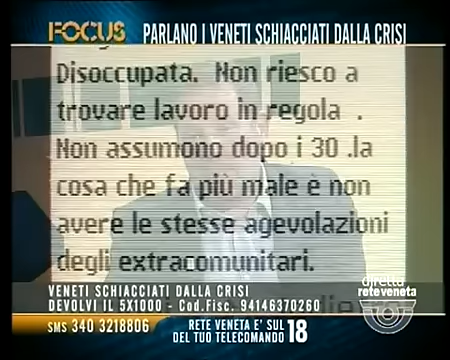 FOCUS PARLANO I VENETI SCHIACCIATI DALLA CRISI
Disoccupata. Non riesco a
trovare lavoro in regola .
Non assumono dopo i 30 .la
cosa che fa più male è non
avere le stesse agevolazioni
degli extracomunitari.
diretta
reteveneta
VENETI SCHIACCIATI DALLA CRISI
DEVOLVI IL 5X1000 - Cod.Fisc. 94146370260
SMS 340 3218806
RETE VENETA E' SUL
DEL TUO TELECOMANDO 18